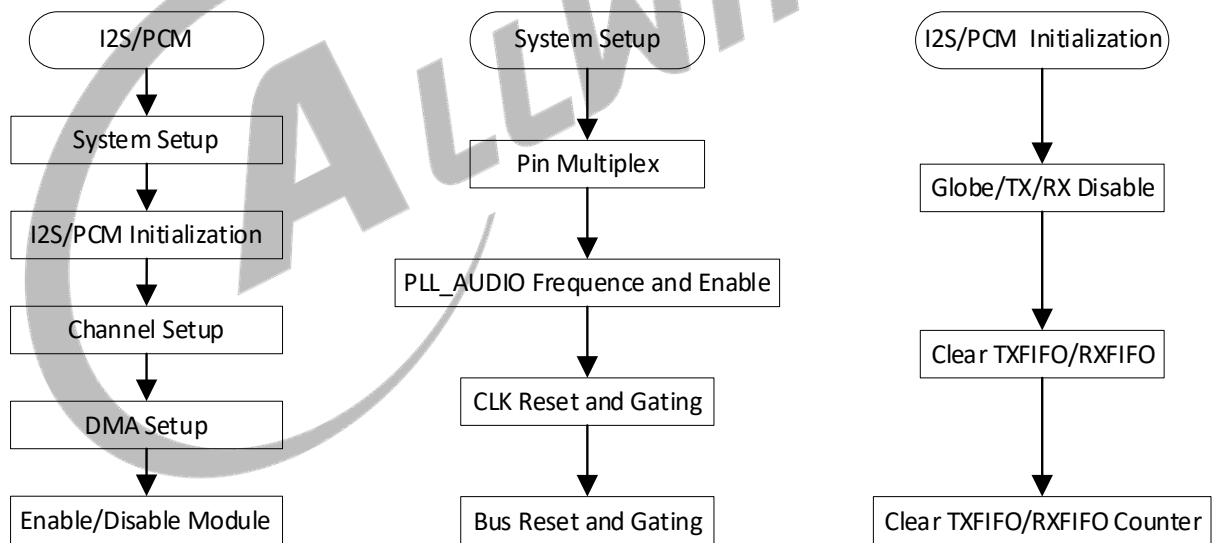 I2S/PCM
System Setup
I2S/PCM Initialization
Channel Setup
DMA Setup
Enable/Disable Module
System Setup
Pin Multiplex
PLL_AUDIO Frequence and Enable
CLK Reset and Gating
Bus Reset and Gating
I2S/PCM Initialization
Globe/TX/RX Disable
Clear TXFIFO/RXFIFO
Clear TXFIFO/RXFIFO Counter